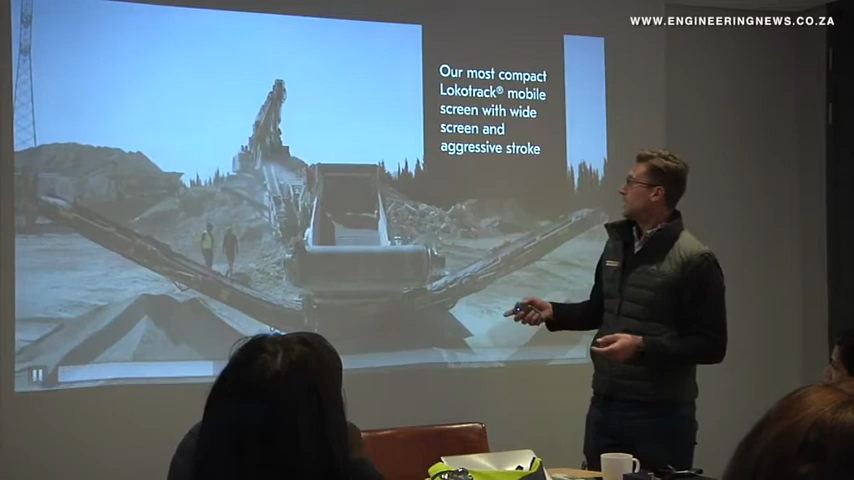 WWW.ENGINEERINGNEWS.CO.ZA
Our most compact
Lokotrack® mobile
screen with wide
screen and
aggressive stroke